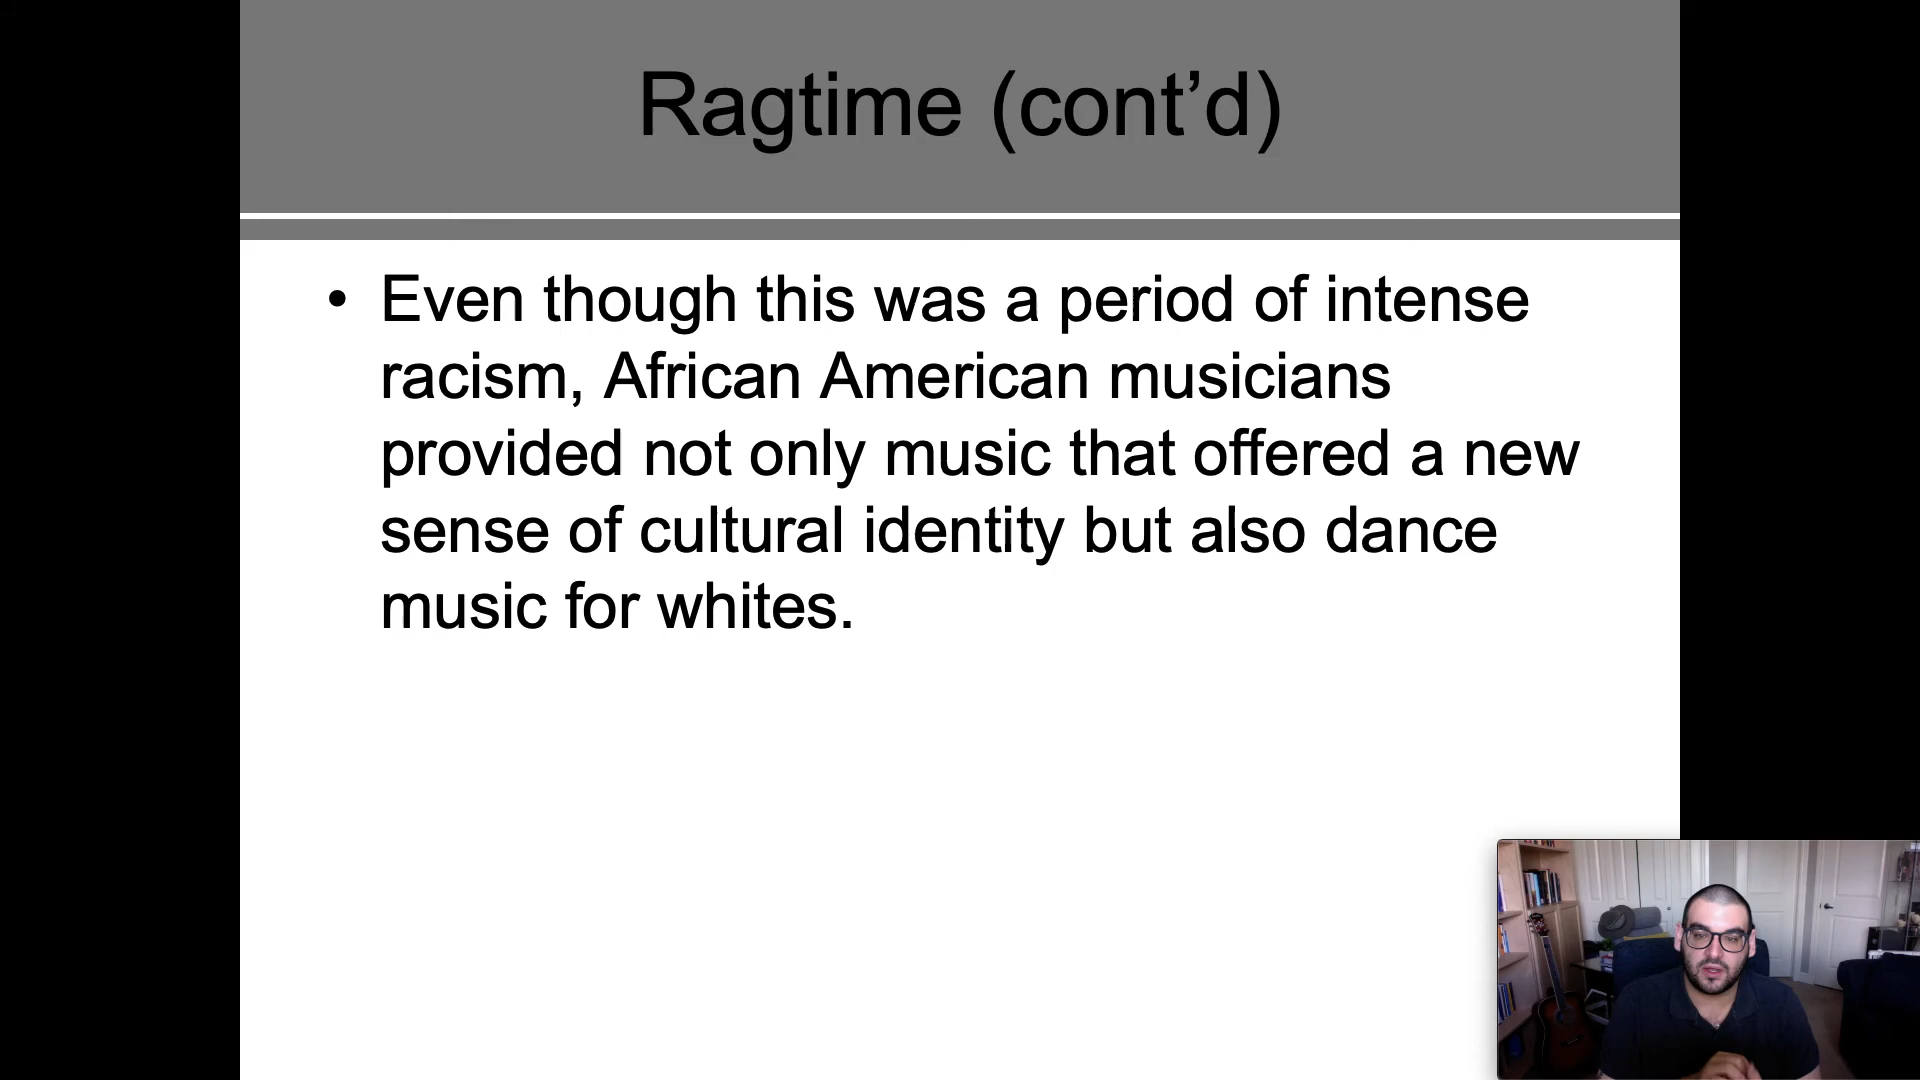 Ragtime (cont’d)
• Even though this was a period of intense
racism, African American musicians
provided not only music that offered a new
sense of cultural identity but also dance
music for whites.